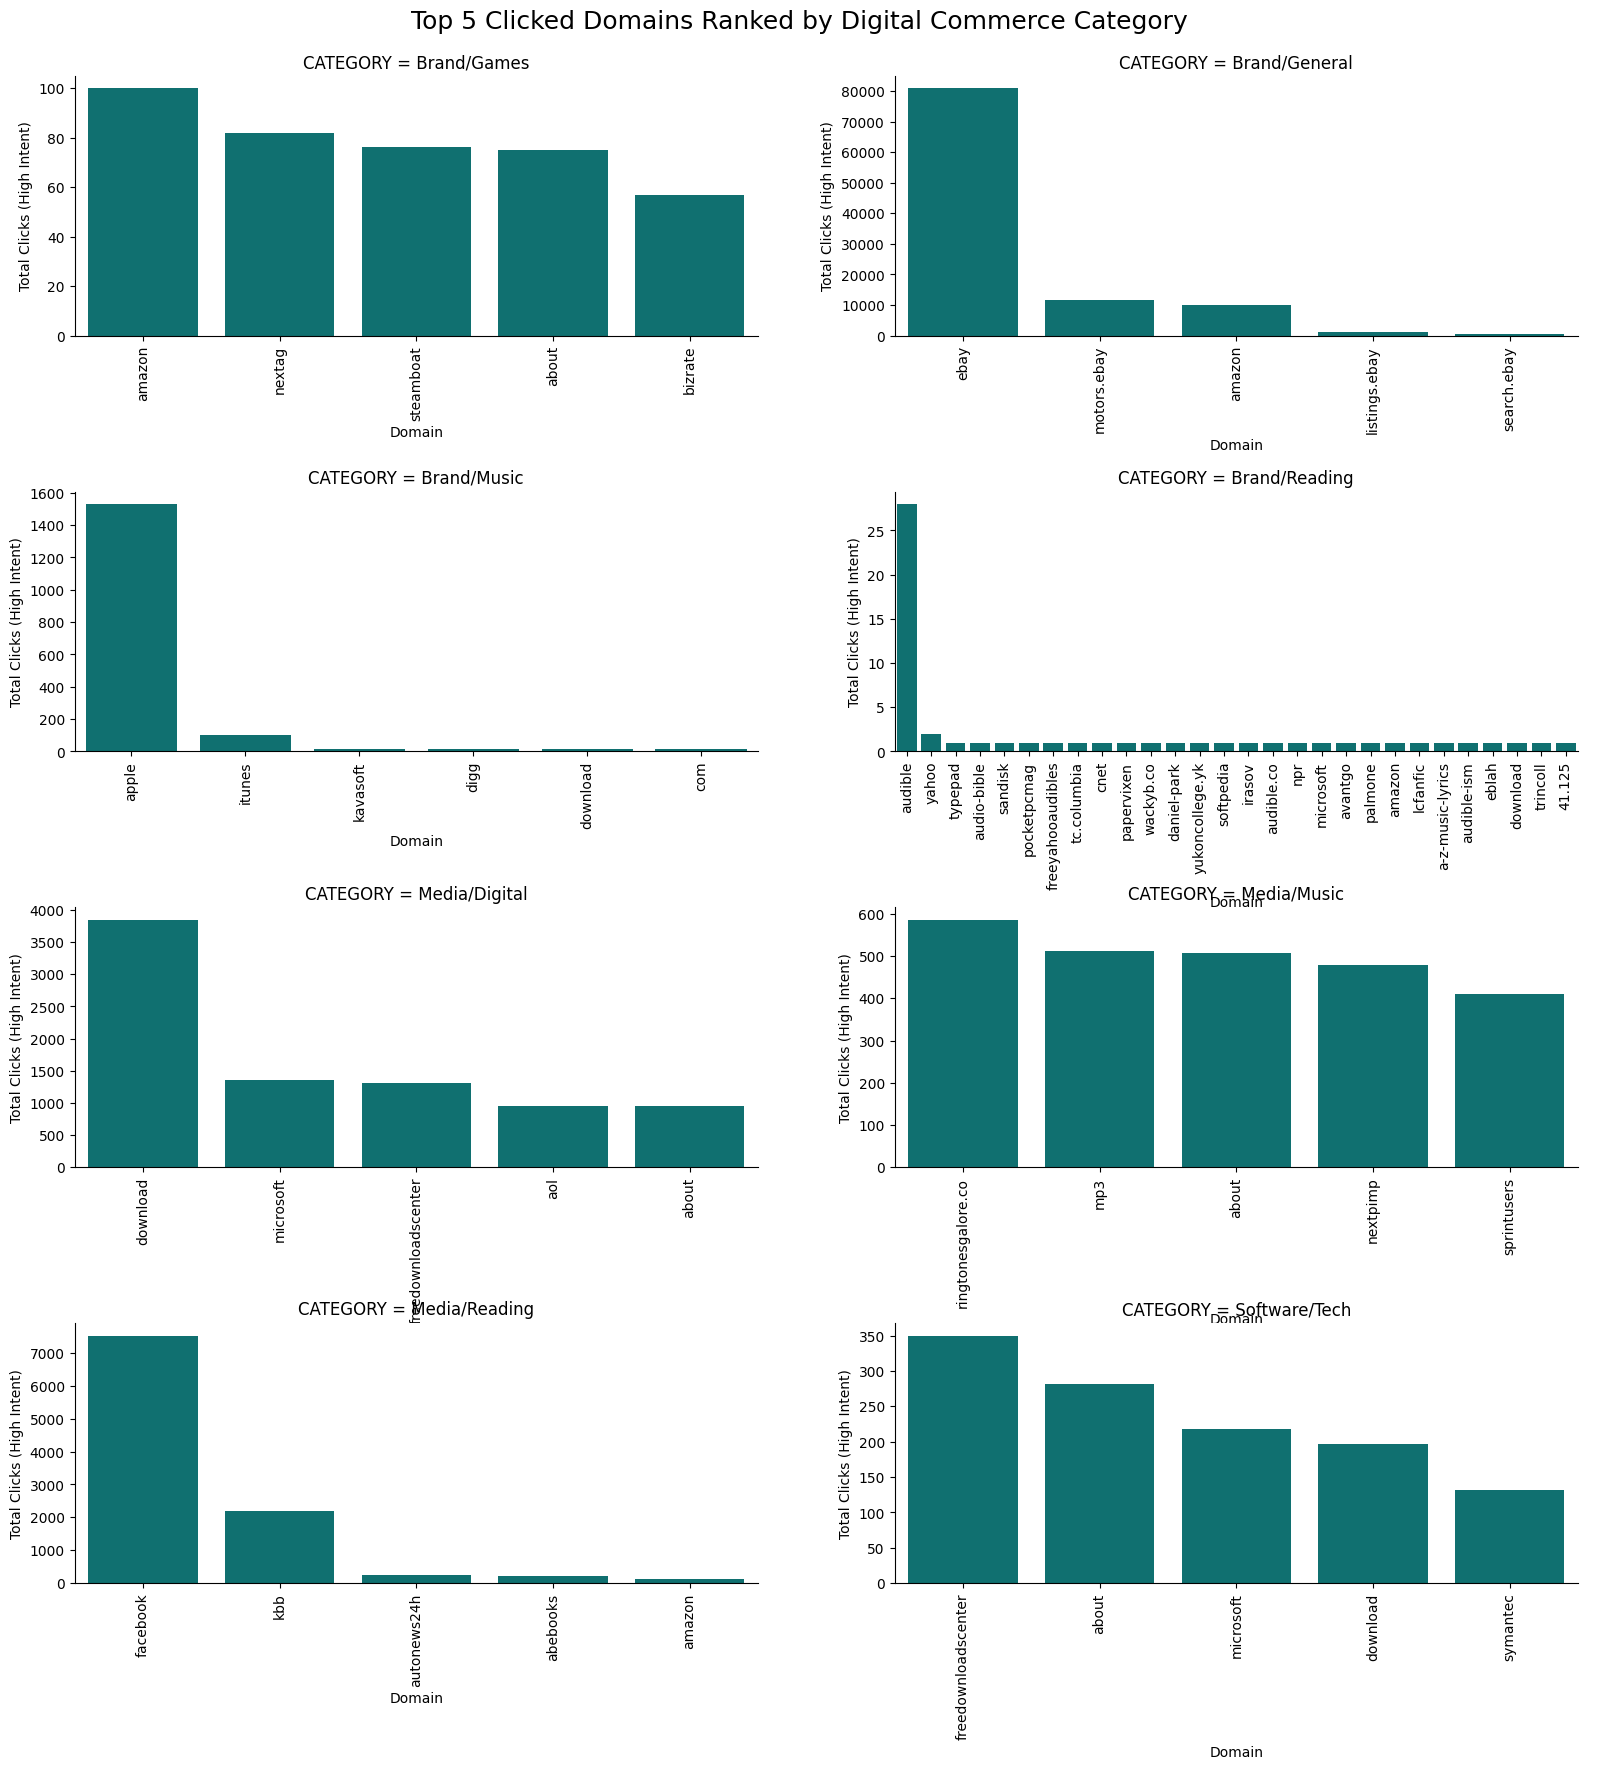 Top 5 Clicked Domains Ranked by Digital Commerce Category
CATEGORY = Brand/Games
Total Clicks (High Intent)
100
80
60
40
20
0
amazon
nextag
steamboat
about
bizrate
Domain
CATEGORY = Brand/General
Total Clicks (High Intent)
80000
70000
60000
50000
40000
30000
20000
10000
0
ebay
motors.ebay
amazon
listings.ebay
search.ebay
Domain
CATEGORY = Brand/Music
Total Clicks (High Intent)
1600
1400
1200
1000
800
600
400
200
0
apple
itunes
kavasoft
digg
download
com
Domain
CATEGORY = Brand/Reading
Total Clicks (High Intent)
25
20
15
10
5
0
audible
yahoo
typepad
audio-bible
sandisk
pocketpcmag
freeyahooaudibles
tc.columbia
cnet
papervixen
wackyb.co
daniel-park
yukoncollege.yk
softpedia
irasov
audible.co
npr
microsoft
avantgo
palmone
amazon
lcfanfic
a-z-music-lyrics
audible-ism
eblah
download
trincoll
41.125
Domain
CATEGORY = Media/Digital
Total Clicks (High Intent)
4000
3500
3000
2500
2000
1500
1000
500
0
download
microsoft
freedownloadscenter
aol
about
CATEGORY = Media/Music
Total Clicks (High Intent)
600
500
400
300
200
100
0
ringtonesgalore.co
mp3
about
nextpimp
sprintusers
Domain
CATEGORY = Media/Reading
Total Clicks (High Intent)
7000
6000
5000
4000
3000
2000
1000
0
facebook
kbb
autonews24h
abebooks
amazon
Domain
CATEGORY = Software/Tech
Total Clicks (High Intent)
350
300
250
200
150
100
50
0
freedownloadscenter
about
microsoft
download
symantec
Domain